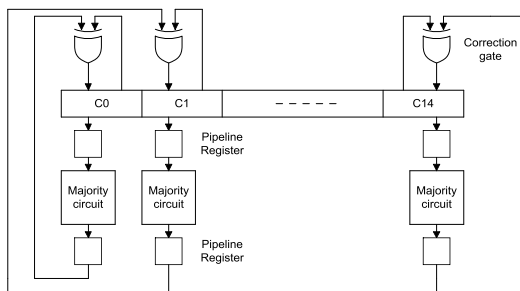 Correction
gate
C0 C1 C14
Pipeline
Register
Majority
circuit
Majority
circuit
Majority
circuit
Pipeline
Register